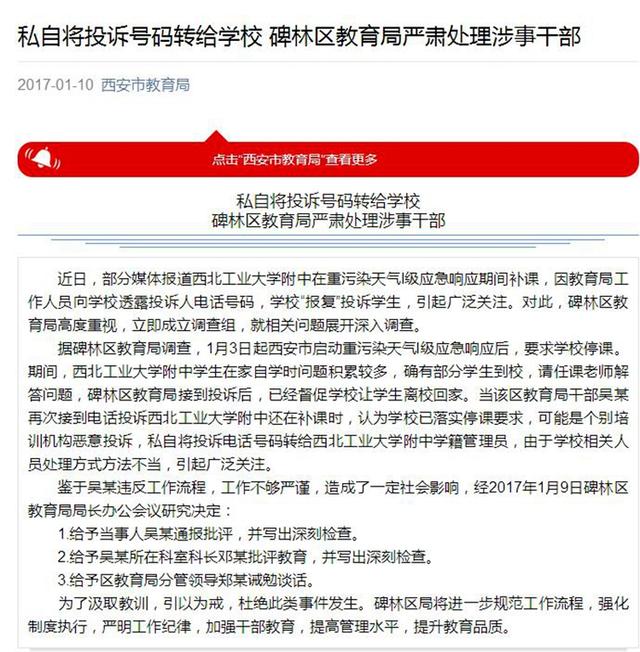 私自将投诉号码转给学校 碑林区教育局严肃处理涉事干部
2017-01-10 西安市教育局
点击"西安市教育局"查看更多
私自将投诉号码转给学校
碑林区教育局严肃处理涉事干部
近日，部分媒体报道西北工业大学附中在重污染天气I级应急响应期间补课，因教育局工
作人员向学校透露投诉人电话号码，学校"报复"投诉学生，引起广泛关注。对此，碑林区教
育局高度重视，立即成立调查组，就相关问题展开深入调查。
据碑林区教育局调查，1月3日起西安市启动重污染天气I级应急响应后，要求学校停课。
期间，西北工业大学附中学生在家自学时问题积累较多，确有部分学生到校，请任课老师解
答问题，碑林区教育局接到投诉后，已经督促学校让学生离校回家。当该区教育局干部吴某
再次接到电话投诉西北工业大学附中还在补课时，认为学校已落实停课要求，可能是个别培
训机构恶意投诉，私自将投诉电话号码转给西北工业大学附中学籍管理员，由于学校相关人
员处理方式方法不当，引起广泛关注。
鉴于吴某违反工作流程，工作不够严谨，造成了一定社会影响，经2017年1月9日碑林区
教育局局长办公会议研究决定：
1.给予当事人吴某通报批评，并写出深刻检查。
2.给予吴某所在科室科长邓某批评教育，并写出深刻检查。
3.给予区教育局分管领导郑某诫勉谈话。
为了汲取教训，引以为戒，杜绝此类事件发生。碑林区局将进一步规范工作流程，强化
制度执行，严明工作纪律，加强干部教育，提高管理水平，提升教育品质。